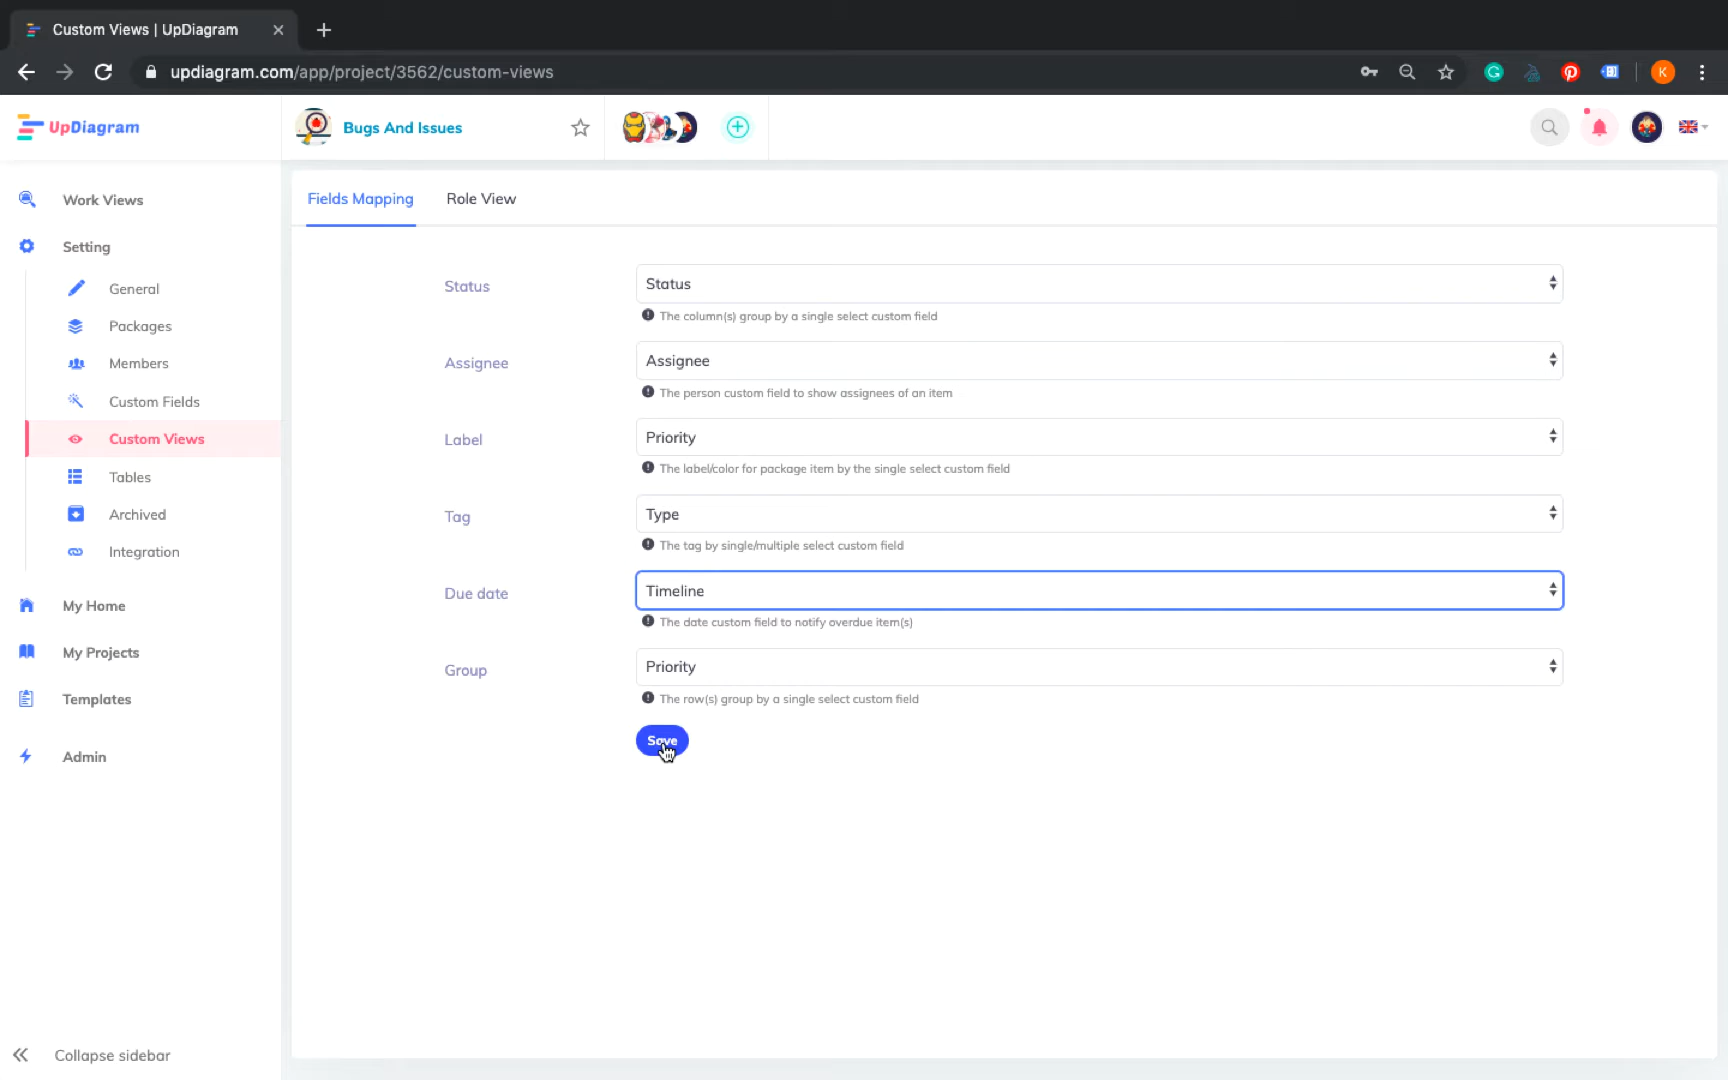 Custom Views | UpDiagram
updiagram.com/app/project/3562/custom-views
K
UpDiagram
Bugs And Issues
Work Views
Setting
General
Packages
Members
Custom Fields
Custom Views
Tables
Archived
Integration
My Home
My Projects
Templates
Admin
Collapse sidebar
Fields Mapping
Role View
Status
Status
The column(s) group by a single select custom field
Assignee
Assignee
The person custom field to show assignees of an item
Label
Priority
The label/color for package item by the single select custom field
Tag
Type
The tag by single/multiple select custom field
Due date
Timeline
The date custom field to notify overdue item(s)
Group
Priority
The row(s) group by a single select custom field
Save